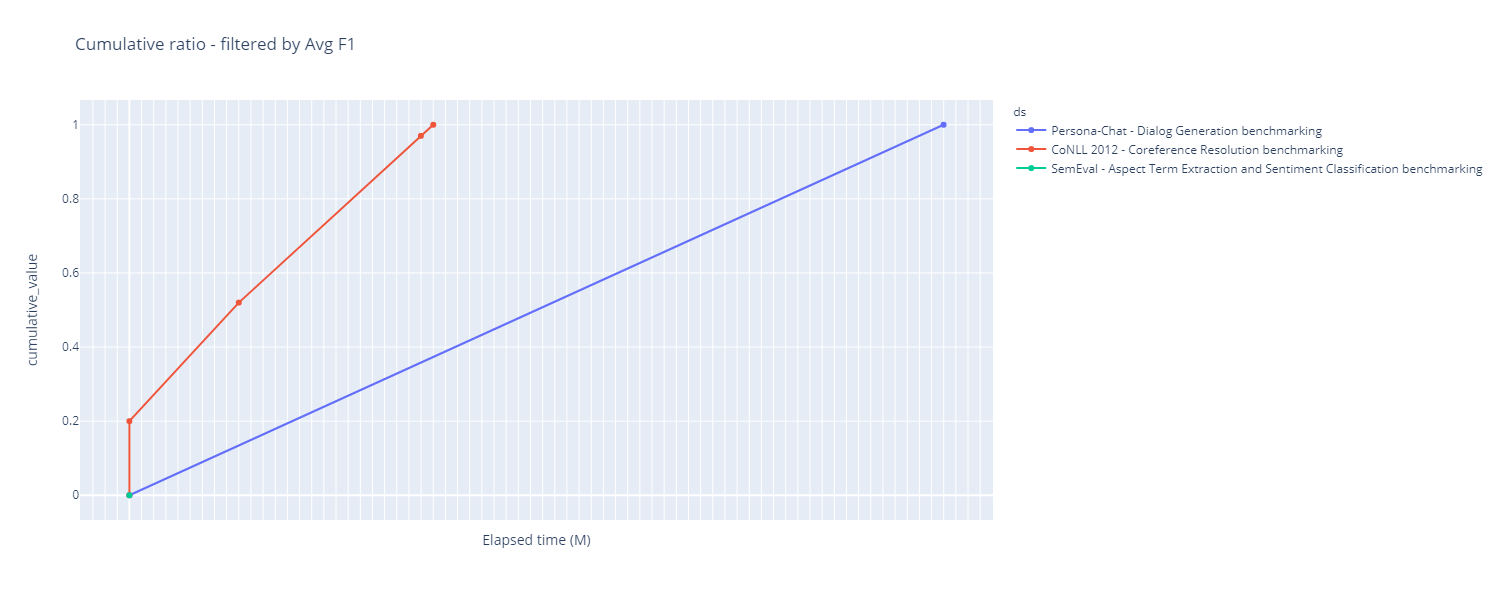 Cumulative ratio - filtered by Avg F1
ds
Persona-Chat - Dialog Generation benchmarking
CoNLL 2012 - Coreference Resolution benchmarking
SemEval - Aspect Term Extraction and Sentiment Classification benchmarking
cumulative_value
1
0.8
0.6
0.4
0.2
0
Elapsed time (M)